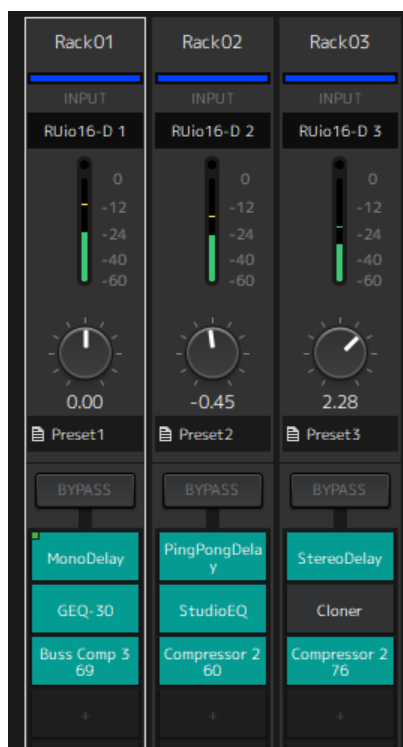 Rack01 Rack02 Rack03
INPUT INPUT INPUT
RUio16-D 1 RUio16-D 2 RUio16-D 3
0 0 0
-12 -12 -12
-24 -24 -24
-40 -40 -40
-60 -60 -60
0.00 -0.45 2.28
Preset1 Preset2 Preset3
BYPASS BYPASS BYPASS
MonoDelay PingPongDela
y StereoDelay
GEQ-30 StudioEQ Cloner
Buss Comp 3 Compressor 2 Compressor 2
69 60 76
+ + +